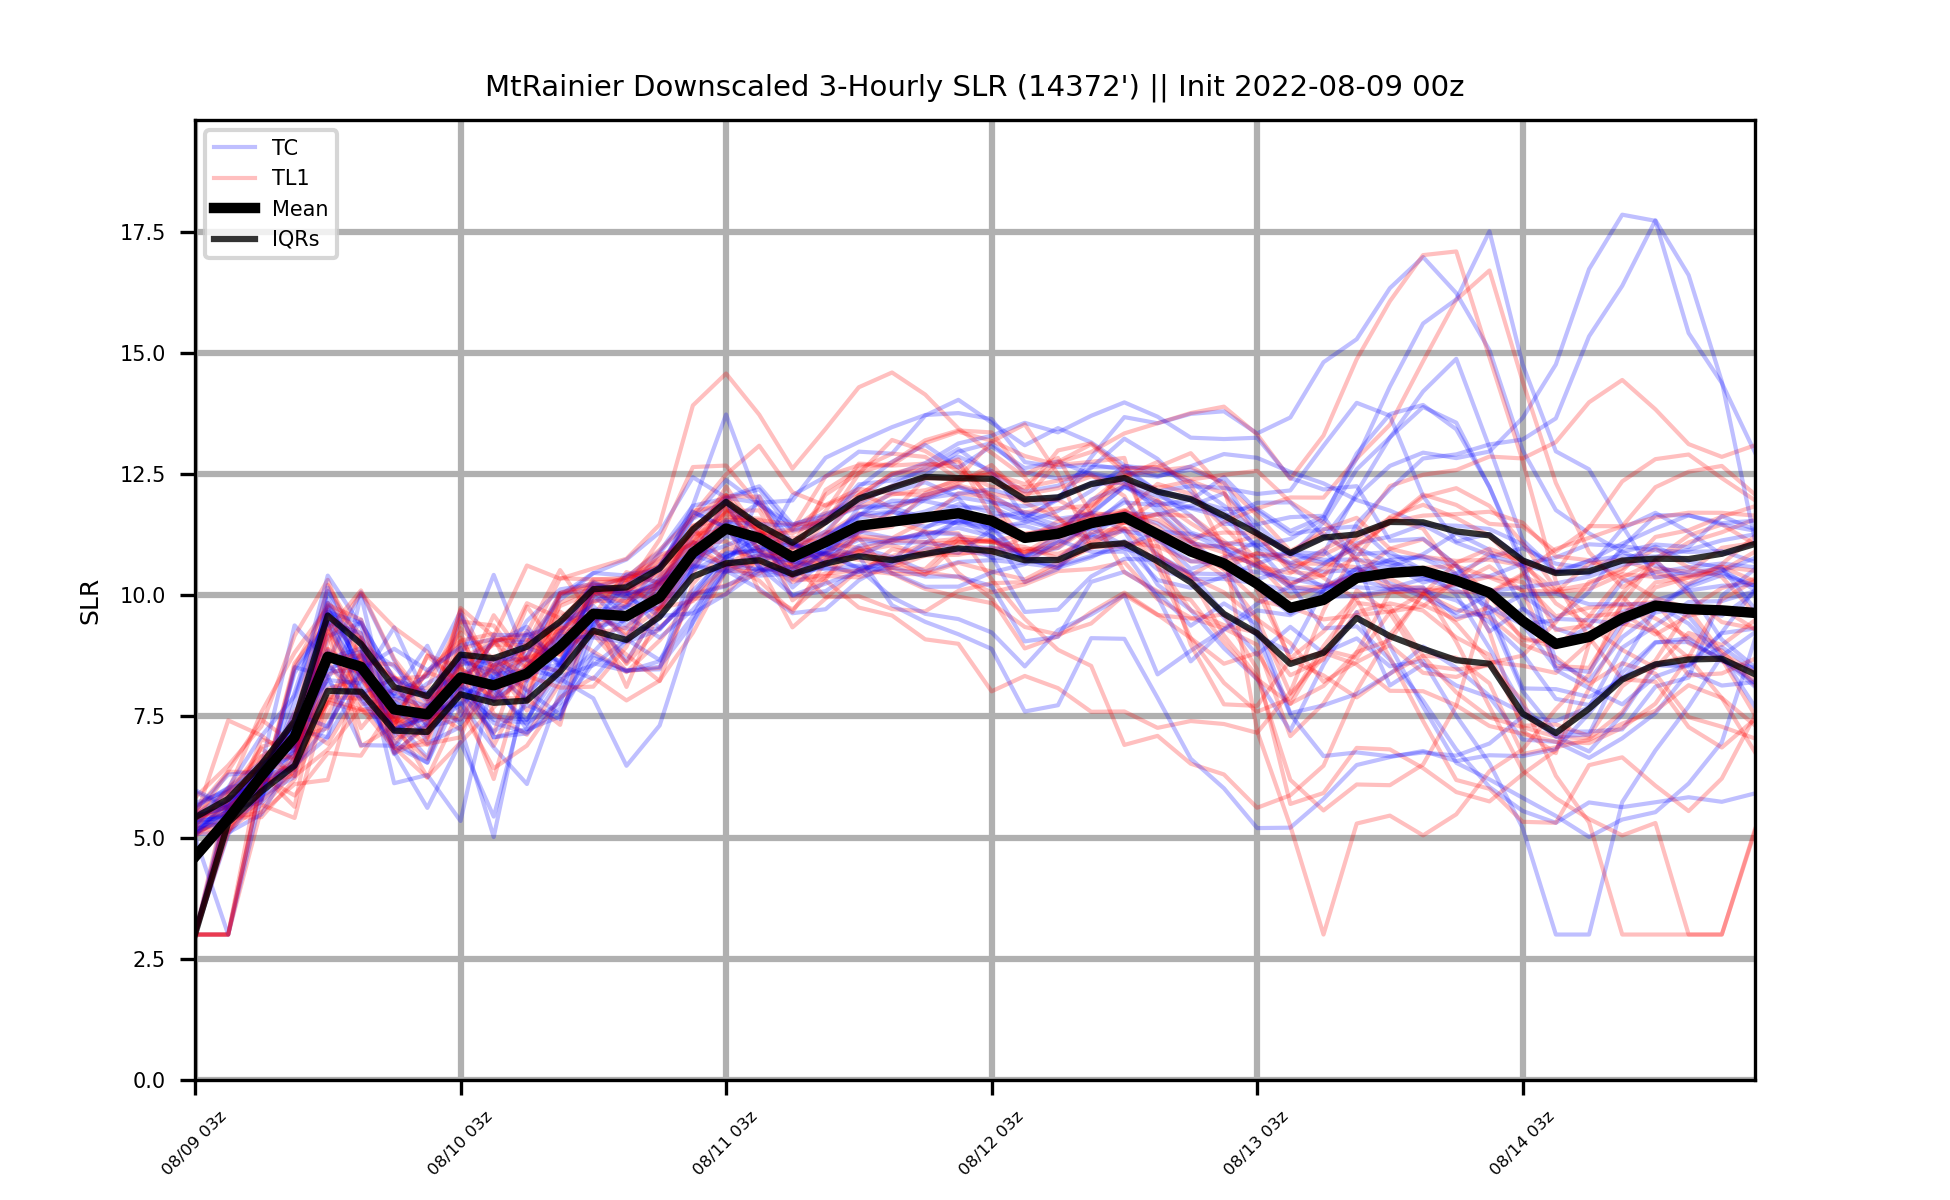 MtRainier Downscaled 3-Hourly SLR (14372') || Init 2022-08-09 00z
TC
TL1
Mean
IQRs
17.5
15.0
12.5
10.0
7.5
5.0
2.5
0.0
SLR
08/09 03z
08/10 03z
08/11 03z
08/12 03z
08/13 03z
08/14 03z